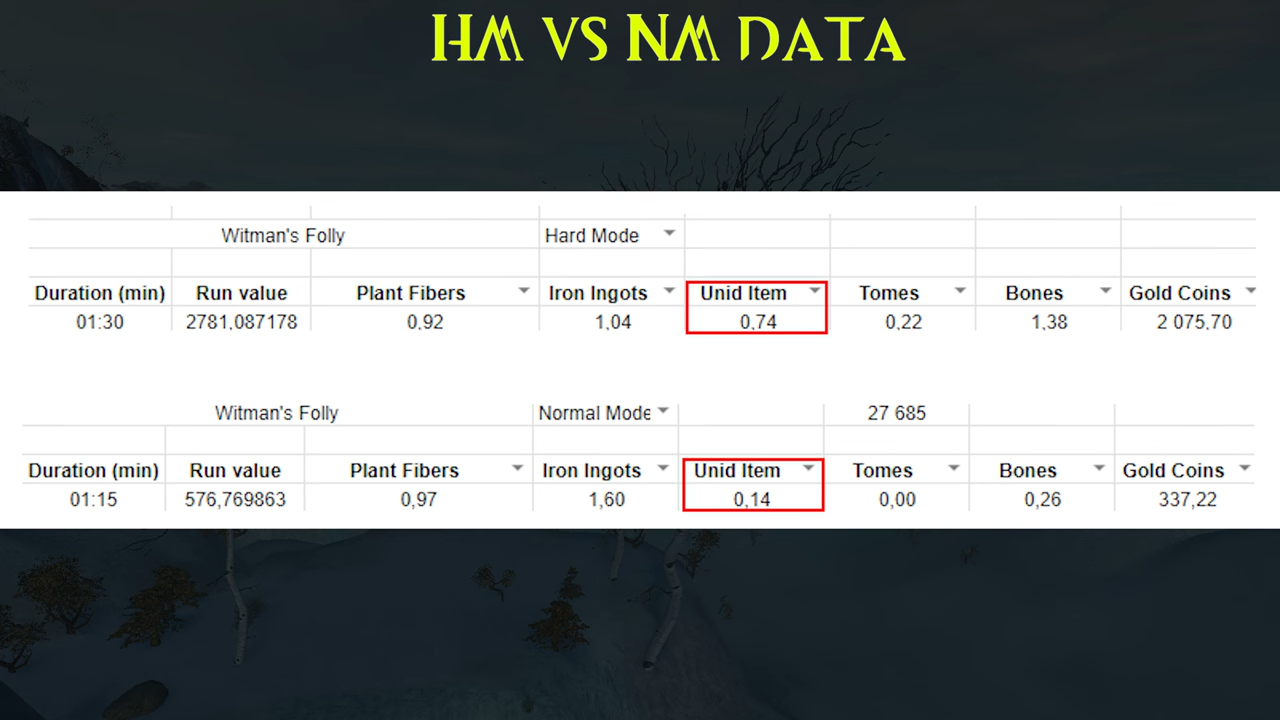 HM VS NM DATA
Witman's Folly Hard Mode
Duration (min) Run value Plant Fibers Iron Ingots Unid Item Tomes Bones Gold Coins
01:30 2781,087178 0,92 1,04 0,74 0,22 1,38 2 075,70
Witman's Folly Normal Mode 27 685
Duration (min) Run value Plant Fibers Iron Ingots Unid Item Tomes Bones Gold Coins
01:15 576,769863 0,97 1,60 0,14 0,00 0,26 337,22